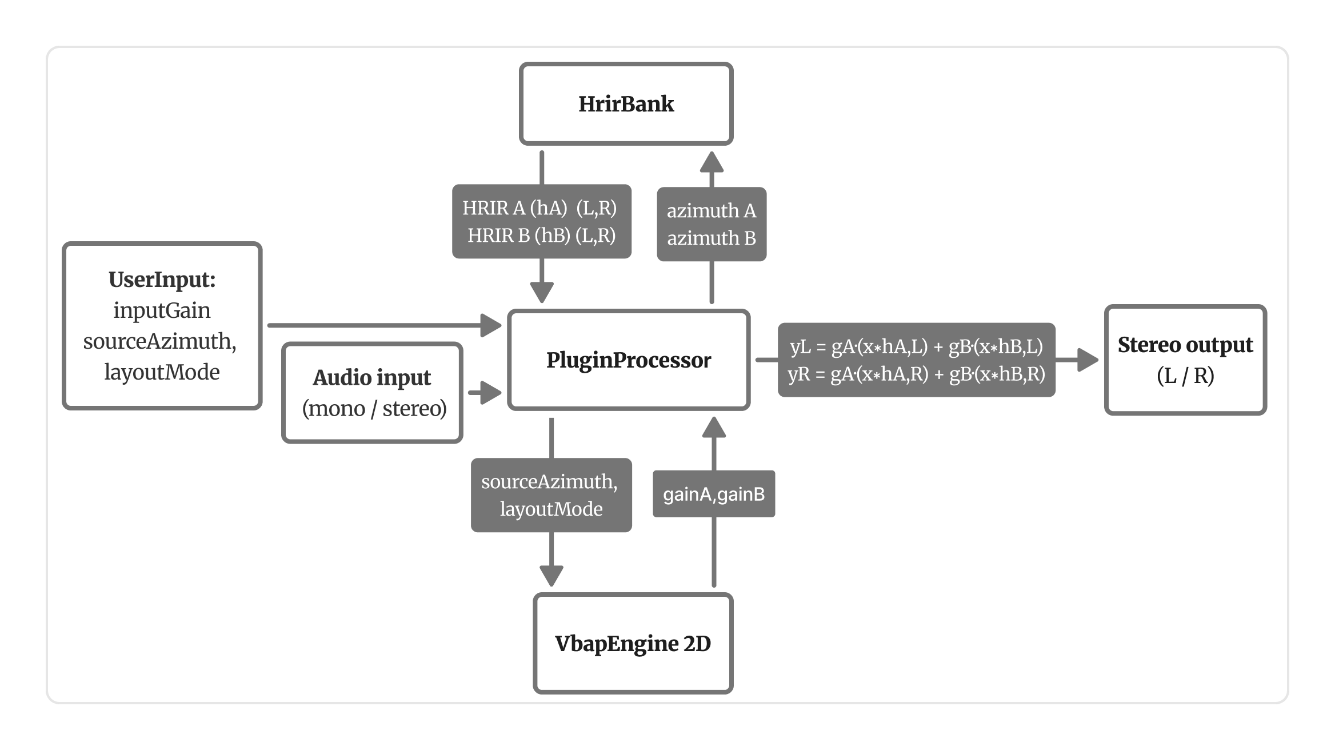 HrirBank
HRIR A (hA) (L,R)
HRIR B (hB) (L,R)
azimuth A
azimuth B
UserInput:
inputGain
sourceAzimuth,
layoutMode
Audio input
(mono / stereo)
PluginProcessor
yL = gA·(x*hA,L) + gB·(x*hB,L)
yR = gA·(x*hA,R) + gB·(x*hB,R)
Stereo output
(L / R)
sourceAzimuth,
layoutMode
gainA,gainB
VbapEngine 2D